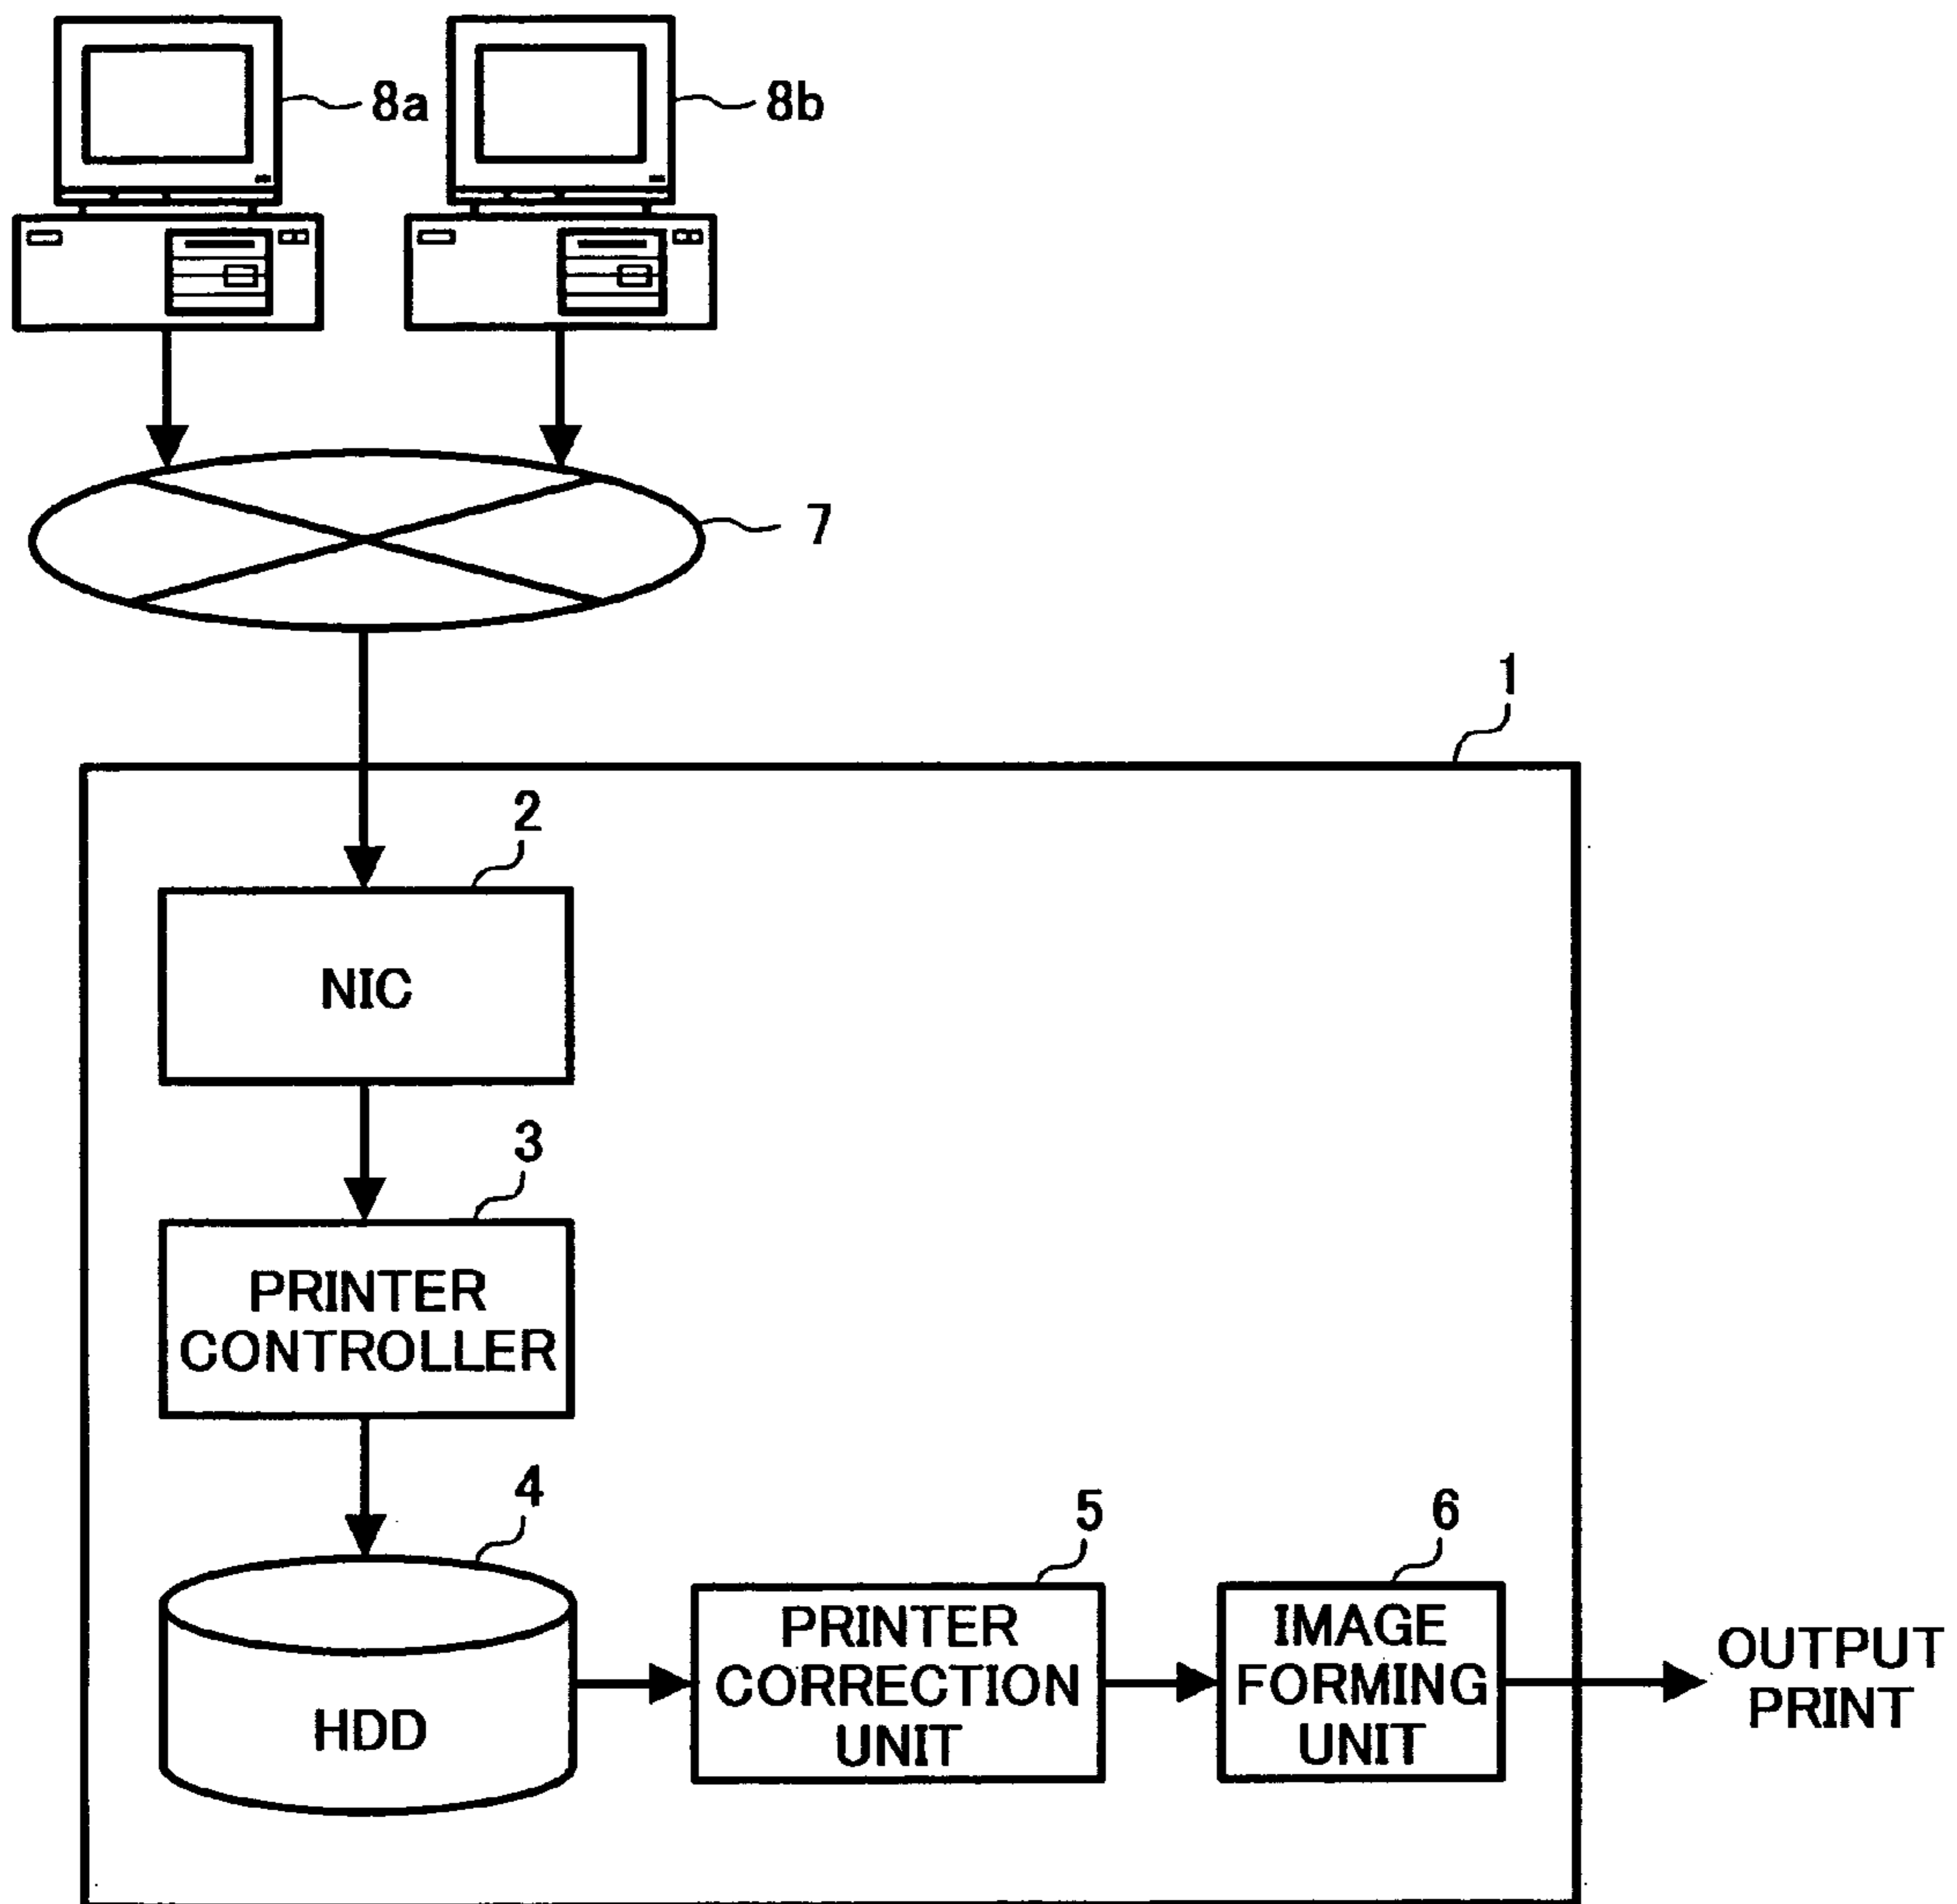 8a
8b
7
1
2
NIC
3
PRINTER
CONTROLLER
4
HDD
5
PRINTER
CORRECTION
UNIT
6
IMAGE
FORMING
UNIT
OUTPUT
PRINT